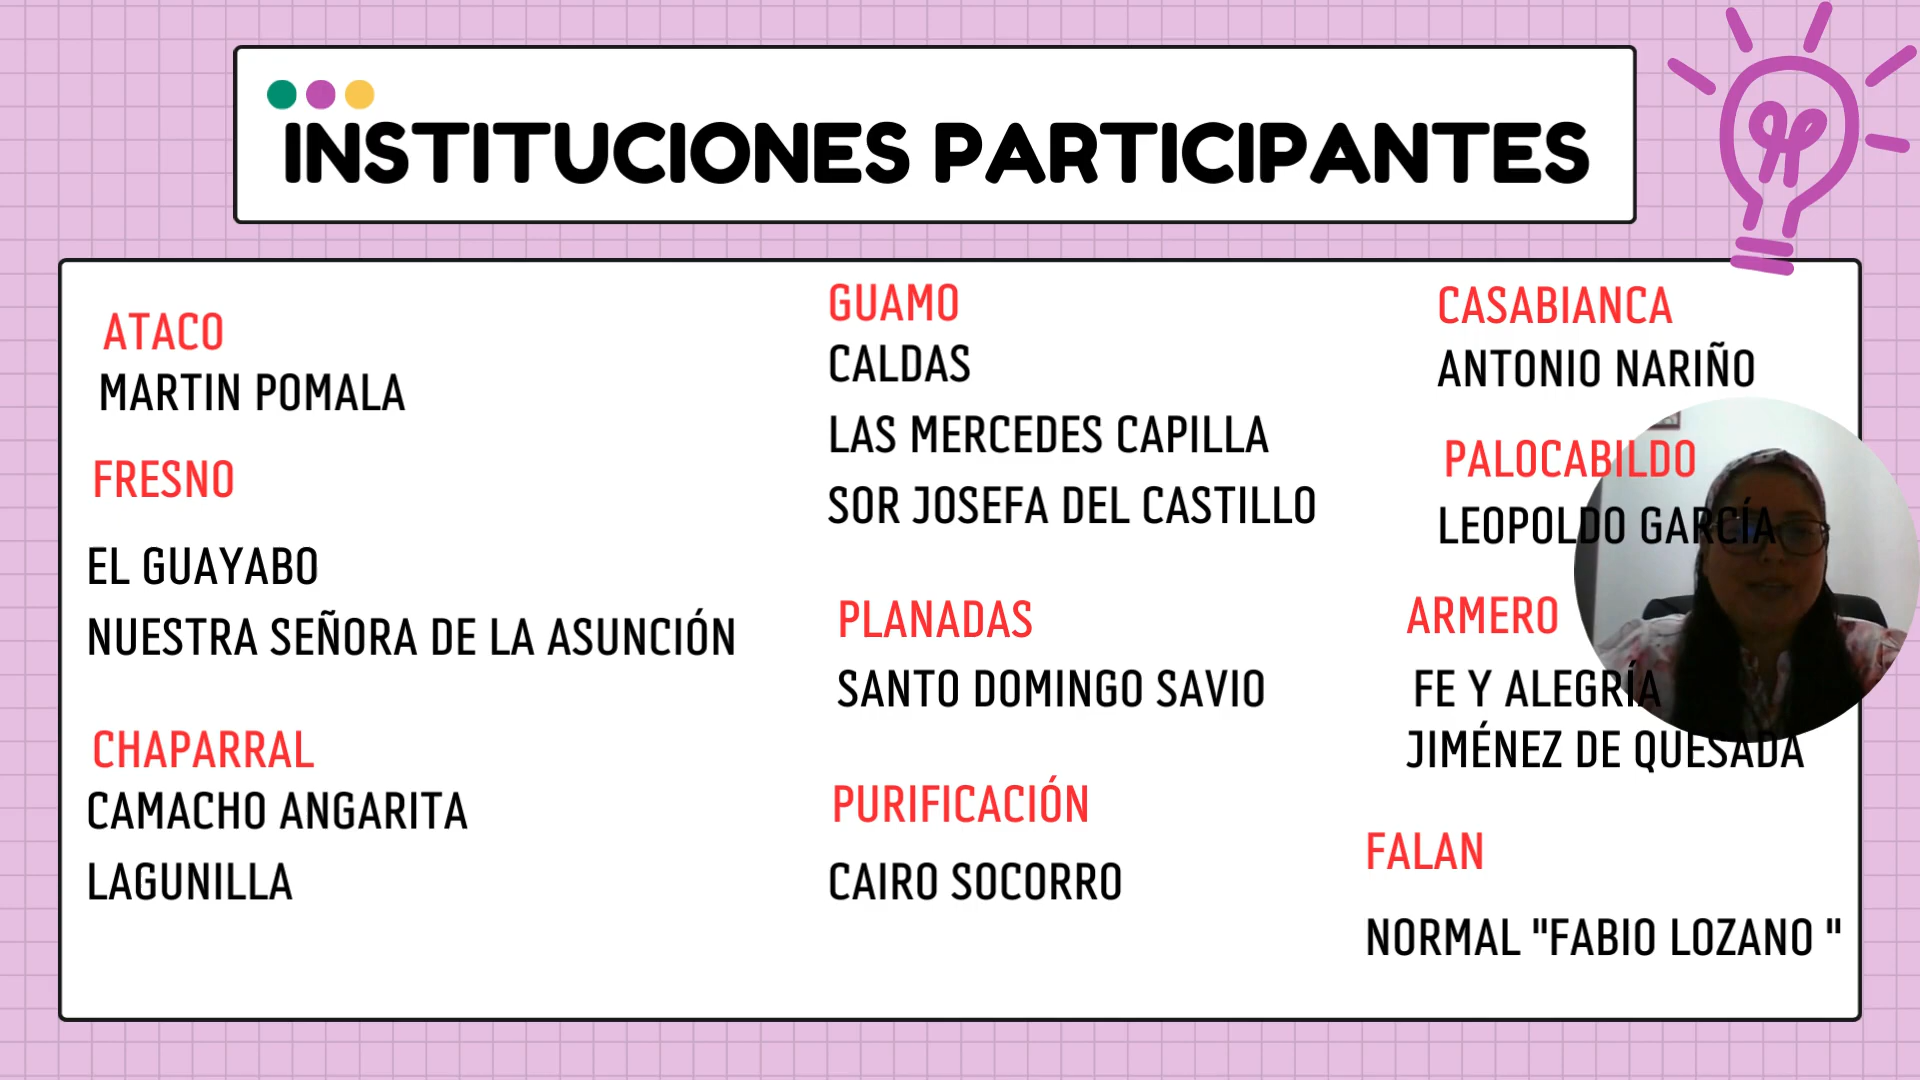 INSTITUCIONES PARTICIPANTES
ATACO
MARTIN POMALA
FRESNO
EL GUAYABO
NUESTRA SEÑORA DE LA ASUNCIÓN
CHAPARRAL
CAMACHO ANGARITA
LAGUNILLA
GUAMO
CALDAS
LAS MERCEDES CAPILLA
SOR JOSEFA DEL CASTILLO
PLANADAS
SANTO DOMINGO SAVIO
PURIFICACIÓN
CAIRO SOCORRO
CASABIANCA
ANTONIO NARIÑO
PALOCABILDO
LEOPOLDO GARCÍA
ARMERO
FE Y ALEGRÍA
JIMÉNEZ DE QUESADA
FALAN
NORMAL "FABIO LOZANO "